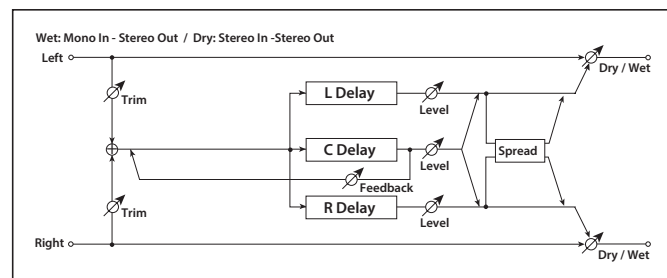 Wet: Mono In - Stereo Out / Dry: Stereo In -Stereo Out
Left
Dry / Wet
Trim
L Delay
Level
C Delay
Level
Spread
Feedback
Trim
R Delay
Level
Right
Dry / Wet